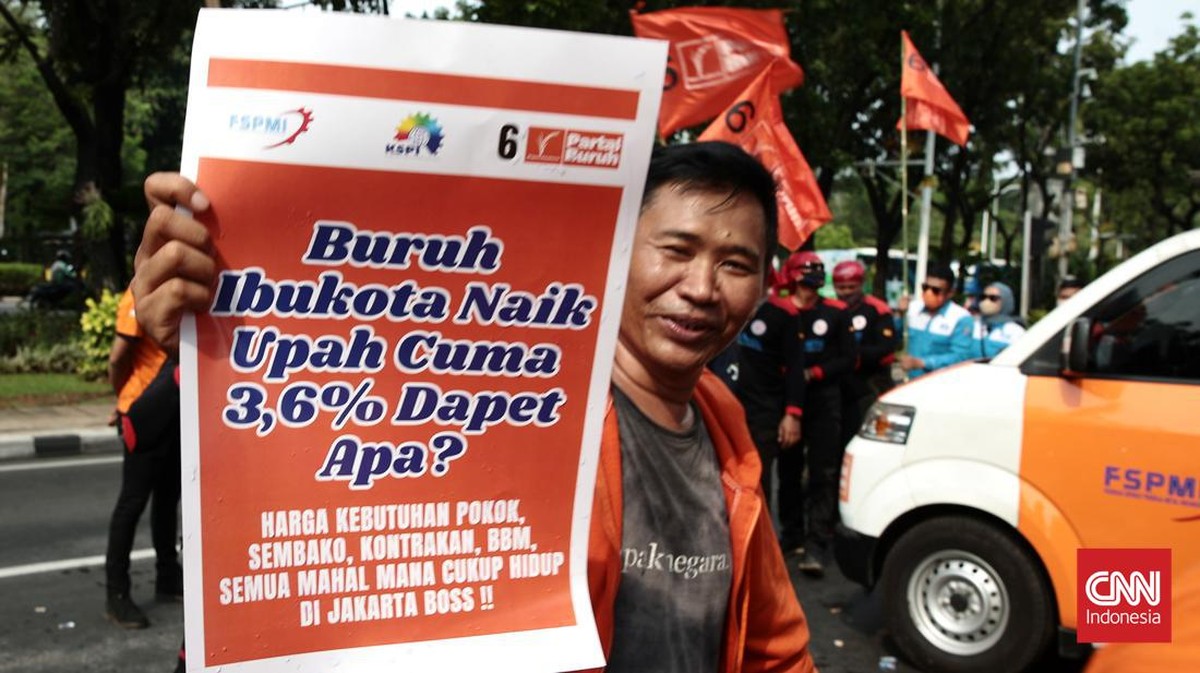 FSPMI
KSPI
6
Partai
Buruh
Buruh
Ibukota Naik
Upah Cuma
3,6% Dapet
Apa?
HARGA KEBUTUHAN POKOK,
SEMBAKO, KONTRAKAN, BBM,
SEMUA MAHAL MANA CUKUP HIDUP
DI JAKARTA BOSS !!
6
paknegara.
FSPMI
CNN
Indonesia